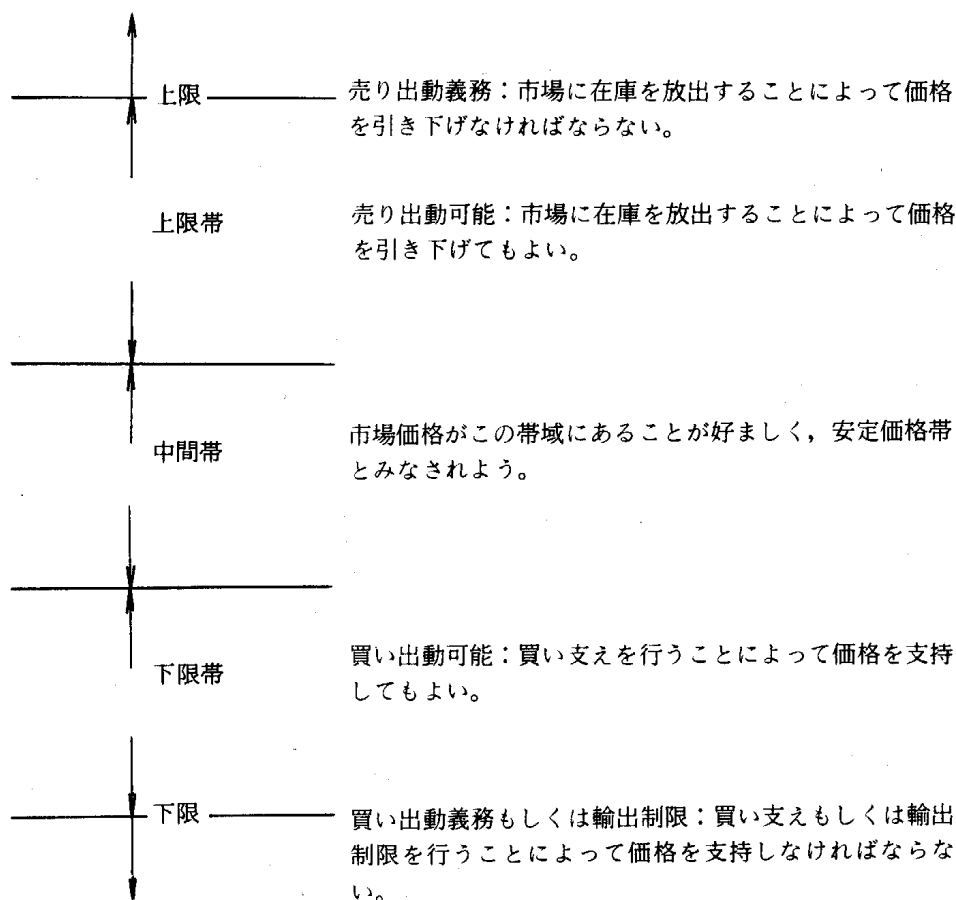 上限
売り出動義務：市場に在庫を放出することによって価格
を引き下げなければならない。
上限帯
売り出動可能：市場に在庫を放出することによって価格
を引き下げてもよい。
中間帯
市場価格がこの帯域にあることが好ましく，安定価格帯
とみなされよう。
下限帯
買い出動可能：買い支えを行うことによって価格を支持
してもよい。
下限
買い出動義務もしくは輸出制限：買い支えもしくは輸出
制限を行うことによって価格を支持しなければならな
い。